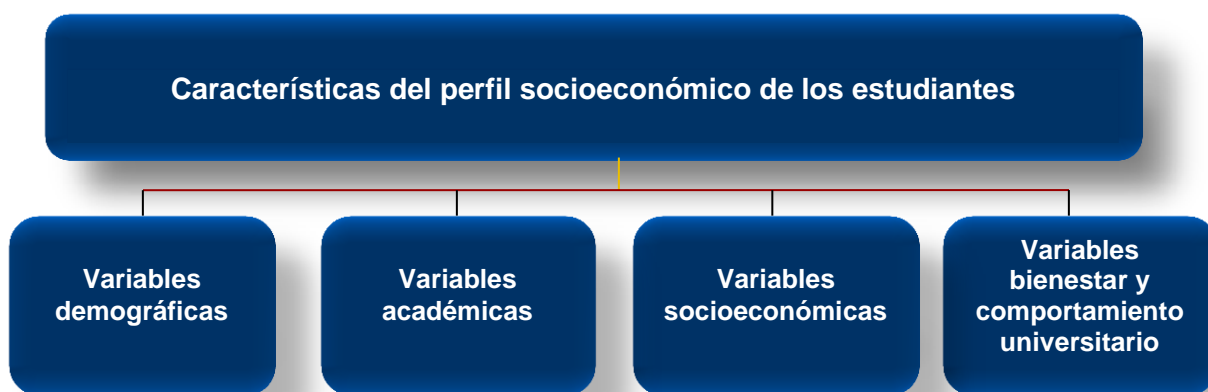 Características del perfil socioeconómico de los estudiantes
Variables
demográficas
Variables
académicas
Variables
socioeconómicas
Variables
bienestar y
comportamiento
universitario